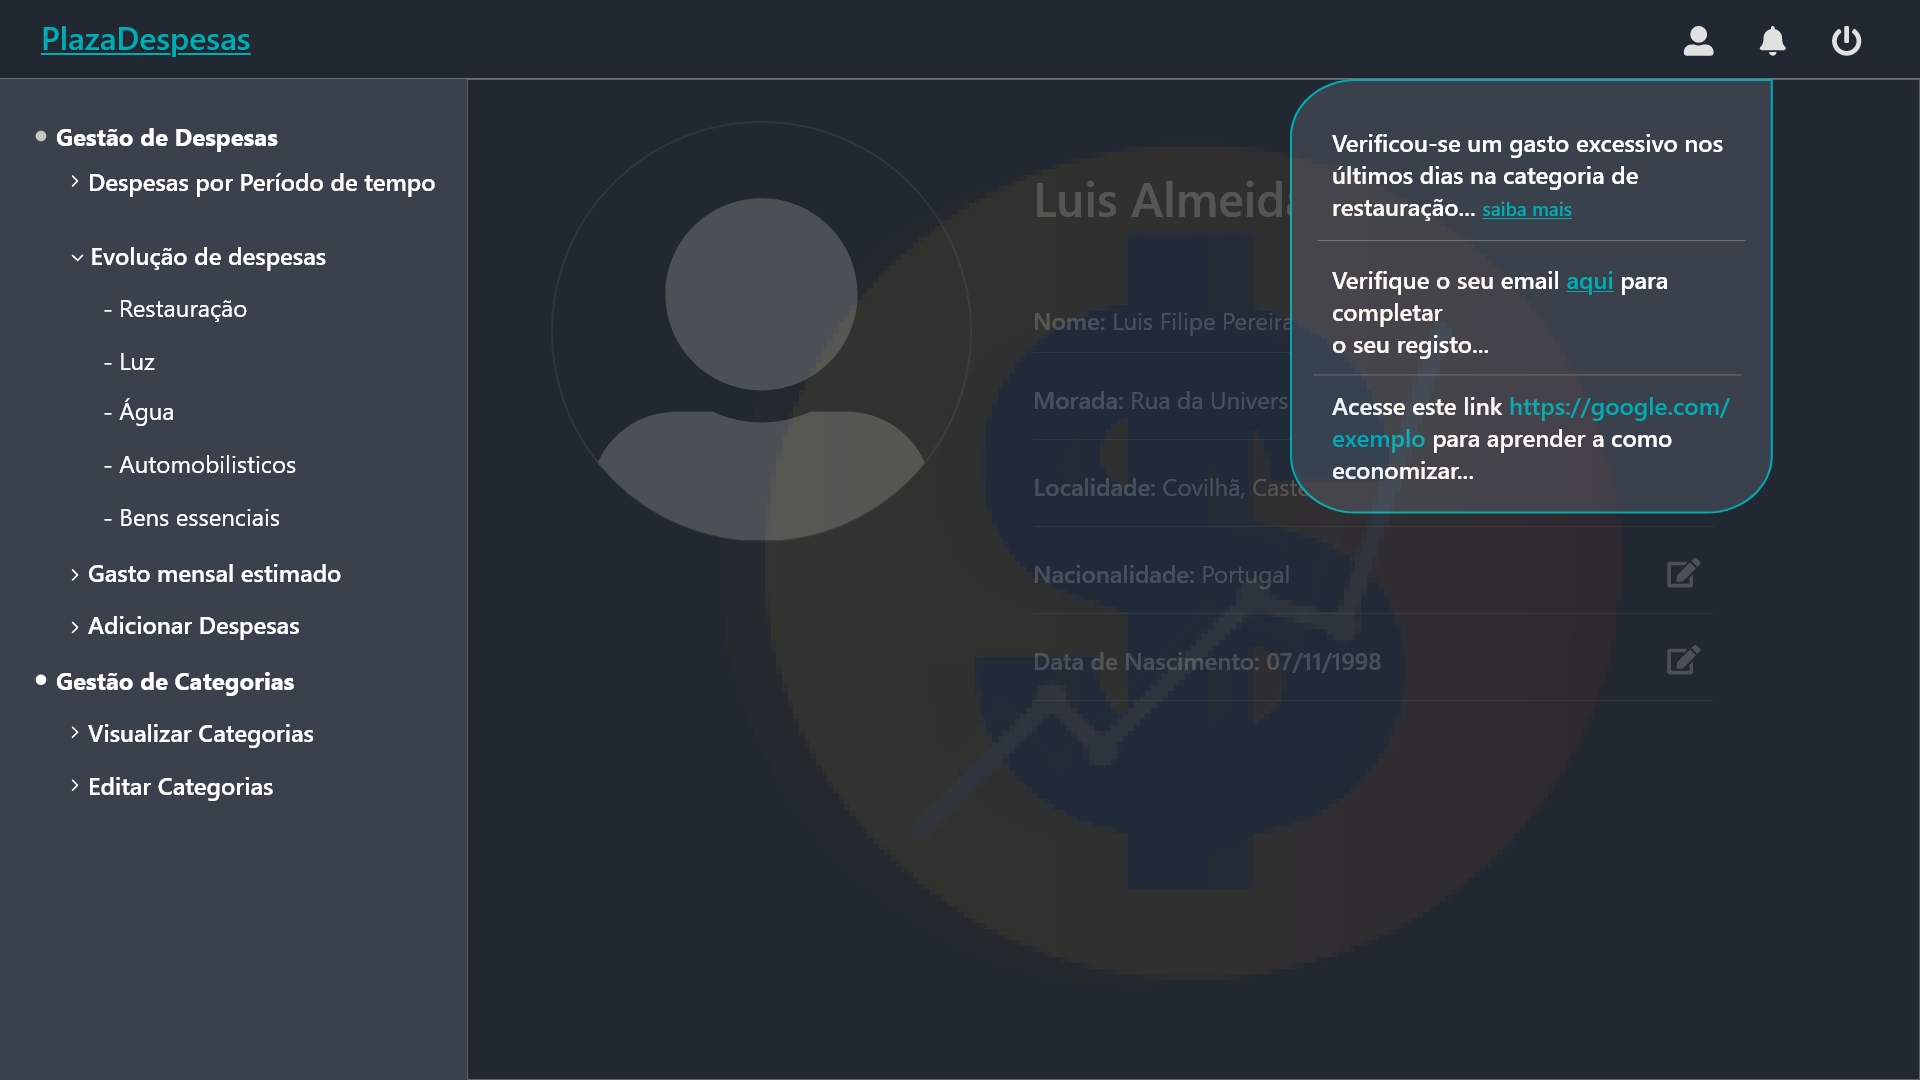 PlazaDespesas
Gestão de Despesas
Despesas por Período de tempo
Evolução de despesas
- Restauração
- Luz
- Água
- Automobilisticos
- Bens essenciais
Gasto mensal estimado
Adicionar Despesas
Gestão de Categorias
Visualizar Categorias
Editar Categorias
Luis Almeida
Nome: Luis Filipe Pereira
Morada: Rua da Univers
Localidade: Covilhã, Caste
Nacionalidade: Portugal
Data de Nascimento: 07/11/1998
Verificou-se um gasto excessivo nos
últimos dias na categoria de
restauração... saiba mais
Verifique o seu email aqui para
completar
o seu registo...
Acesse este link https://google.com/
exemplo para aprender a como
economizar...